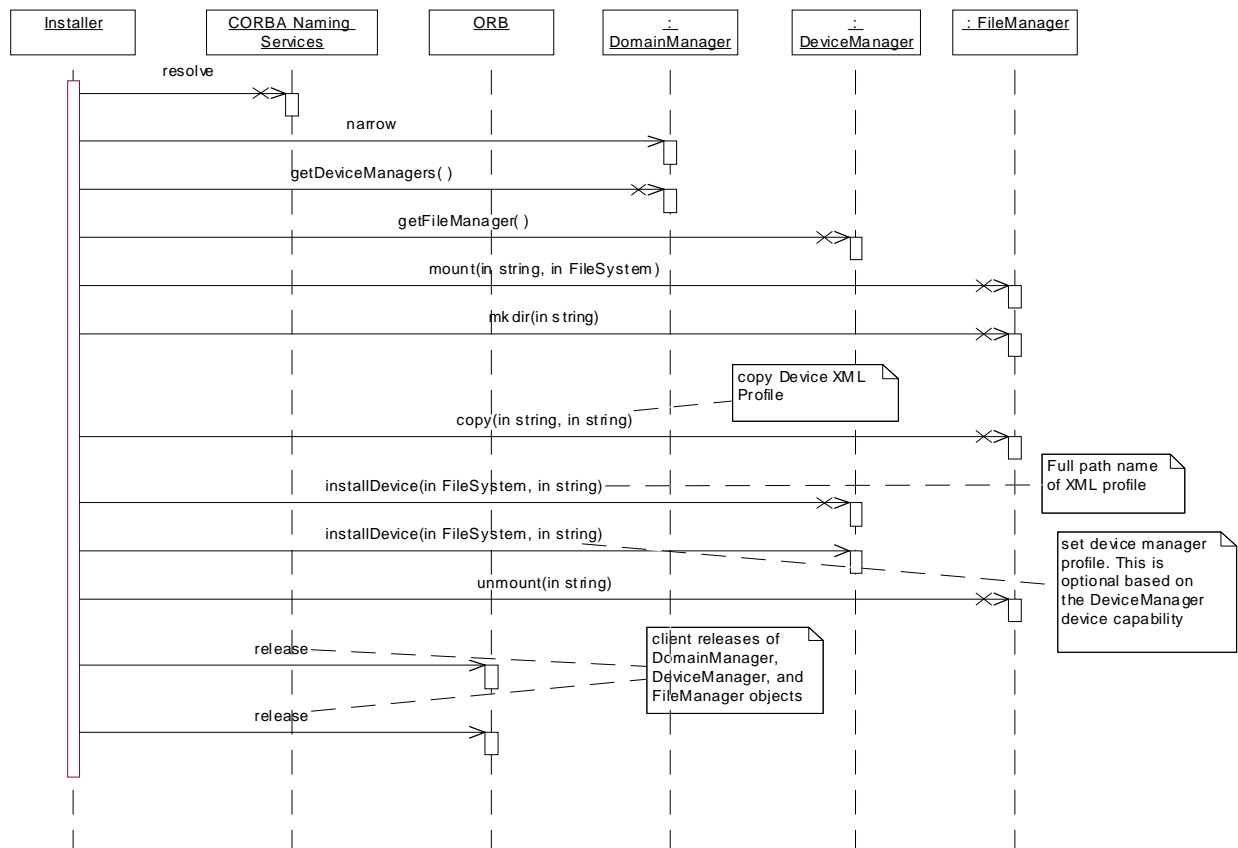 Installer
CORBA Naming
Services
ORB
:
DomainManager
:
DeviceManager
: FileManager
resolve
narrow
getDeviceManagers( )
getFileManager( )
mount(in string, in FileSystem)
mkdir(in string)
copy Device XML
Profile
copy(in string, in string)
Full path name
of XML profile
installDevice(in FileSystem, in string)
installDevice(in FileSystem, in string)
set device manager
profile. This is
optional based on
the DeviceManager
device capability
unmount(in string)
client releases of
DomainManager,
DeviceManager, and
FileManager objects
release
release